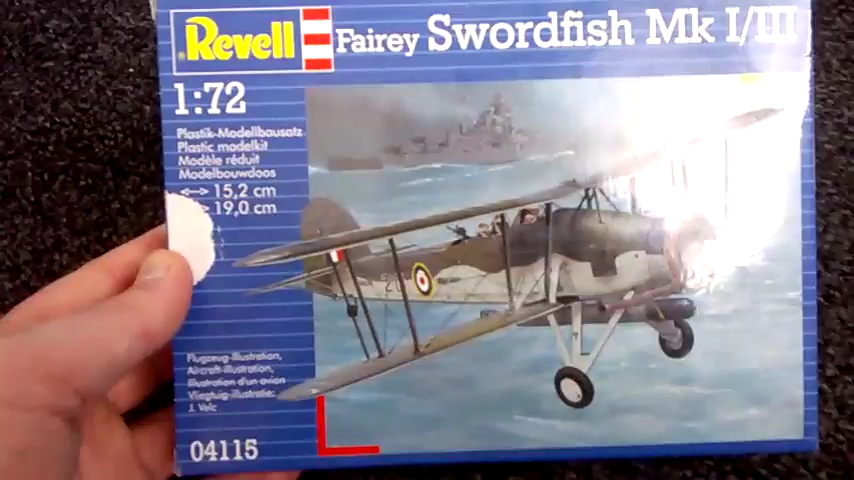 Revell
Fairey Swordfish Mk I/III
1:72
Plastik-Modellbausatz
Plastic modelkit
Modèle réduit
Modelbouwdoos
15,2 cm
19,0 cm
Flugzeug-Illustration,
Aircraft-illustration,
Illustration d'un avion
Vliegtuig-illustratie:
J. Velc
04115